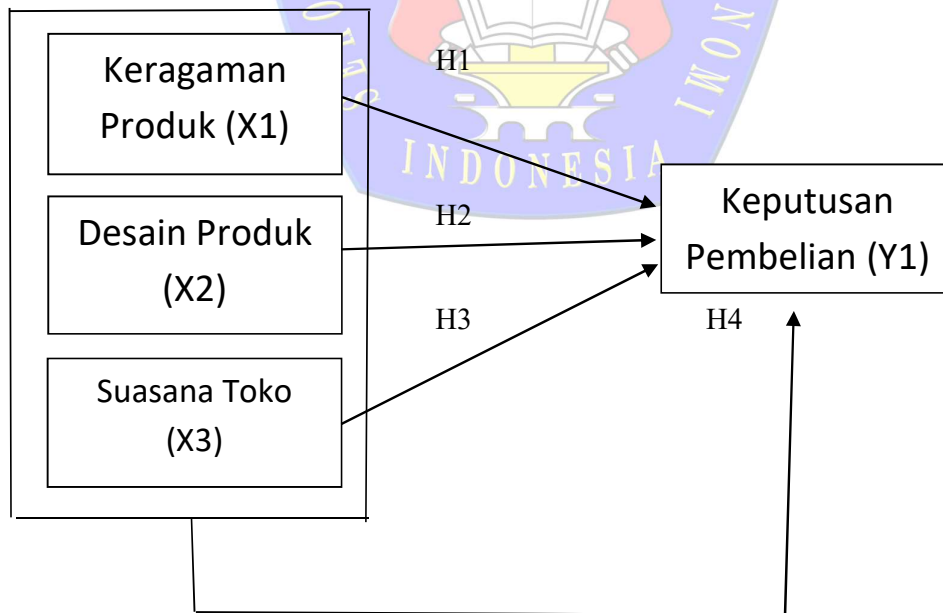 Keragaman
Produk (X1)
H1
INDONESIA
Desain Produk
(X2)
H2
Keputusan
Pembelian (Y1)
Suasana Toko
(X3)
H3
H4